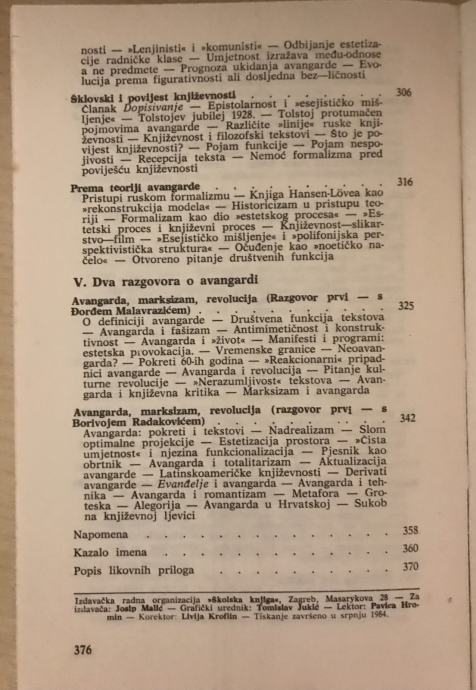 nosti — »Lenjinisti« i »komunisti« — Odbijanje estetiza-
cije radničke klase — Umjetnost izražava među-odnose
a ne predmete — Prognoza ukidanja avangarde — Evo-
lucija prema figurativnosti ali dosljedna bez—ličnosti
Šklovski i povijest književnosti . . . . . . . . . 306
Članak Dopisivanje — Epistolarnost i »esejističko miš-
ljenje« — Tolstojev jubilej 1928. — Tolstoj protumačen
pojmovima avangarde — Različite »linije« ruske knji-
ževnosti — Književnost i filozofski tekstovi — Što je po-
vijest književnosti? — Pojam funkcije — Pojam nespo-
jivosti — Recepcija teksta — Nemoć formalizma pred
poviješću književnosti
Prema teoriji avangarde . . . . . . . . . . 316
Pristupi ruskom formalizmu — Knjiga Hansen-Lövea kao
»rekonstrukcija modela« — Historicizam u pristupu teo-
riji — Formalizam kao dio »estetskog procesa« — »Es-
tetski proces i književni proces — Književnost—slikar-
stvo—film — »Esejističko mišljenje« i »polifonijska per-
spektivistička struktura« — Očuđenje kao »noetičko na-
čelo« — Otvoreno pitanje društvenih funkcija
V. Dva razgovora o avangardi
Avangarda, marksizam, revolucija (Razgovor prvi — s
Đorđem Malavrazićem) . . . . . . . . . . 325
O definiciji avangarde — Društvena funkcija tekstova
— Avangarda i fašizam — Antimimetičnost i konstruk-
tivnost — Avangarda i »život« — Manifesti i programi:
estetska provokacija. — Vremenske granice — Neoavan-
garda? — Pokreti 60-ih godina — »Reakcionarni« pripad-
nici avangarde — Avangarda i revolucija — Pitanje kul-
turne revolucije — »Nerazumljivost« tekstova — Avan-
garda i književna kritika — Marksizam i avangarda
Avangarda, marksizam, revolucija (razgovor prvi — s
Borivojem Radakovićem) . . . . . . . . . . 342
Avangarda: pokreti i tekstovi — Nadrealizam — Slom
optimalne projekcije — Estetizacija prostora — »Čista
umjetnost« i njezina funkcionalizacija — Pjesnik kao
obrtnik — Avangarda i totalitarizam — Aktualizacija
avangarde — Latinskoameričke književnosti — Derivati
avangarde — Evanđelje i avangarda — Avangarda i teh-
nika — Avangarda i romantizam — Metafora — Gro-
teska — Alegorija — Avangarda u Hrvatskoj — Sukob
na književnoj ljevici
Napomena . . . . . . . . . . . . . 358
Kazalo imena . . . . . . . . . . . . 360
Popis likovnih priloga . . . . . . . . . . 370
Izdavačka radna organizacija »Školska knjiga«, Zagreb, Masarykova 28 — Za
izdavača: Josip Malić — Grafički urednik: Tomislav Jukić — Lektor: Pavica Hro-
min — Korektor: Livija Kroflin — Tiskanje završeno u srpnju 1984.
376